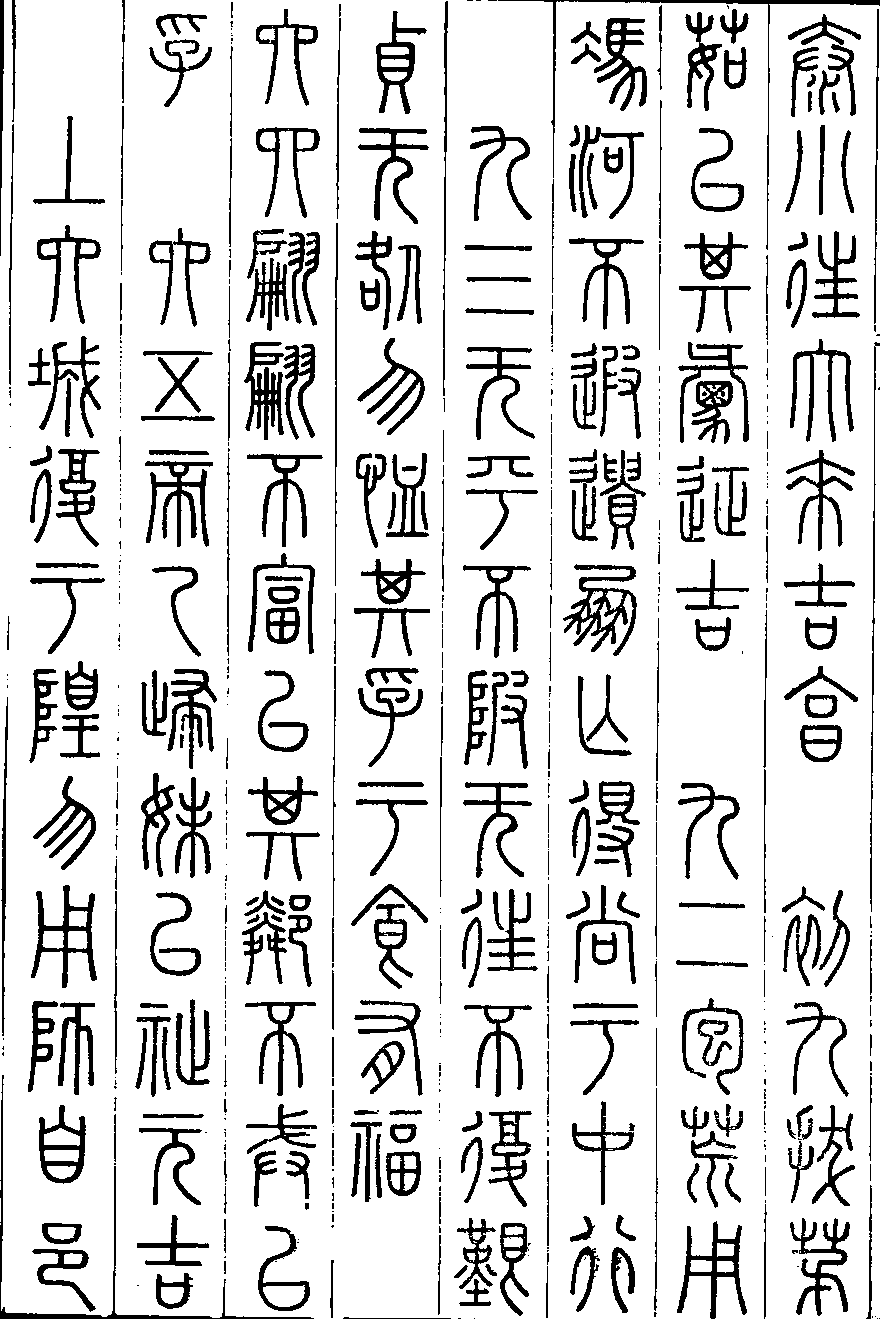 泰小往大來吉亨　初九拔茅
茹以其彙征吉　九二包荒用
馮河不遐遺朋亡得尚于中行
九三无平不陂无往不復艱
貞无咎勿恤其孚于食有福
六四翩翩不富以其鄰不戒以
孚　六五帝乙歸妹以祉元吉
上六城復于隍勿用師自邑